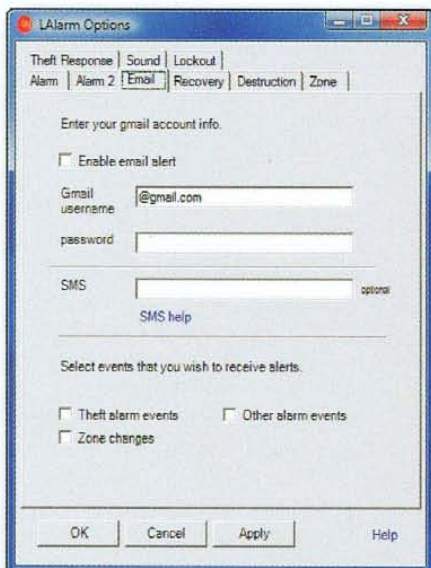 LAlarm Options
Theft Response Sound Lockout
Alarm Alarm 2 Email Recovery Destruction Zone
Enter your gmail account info.
Enable email alert
Gmail username @gmail.com
password
SMS optional
SMS help
Select events that you wish to receive alerts.
Theft alarm events Other alarm events
Zone changes
OK Cancel Apply Help